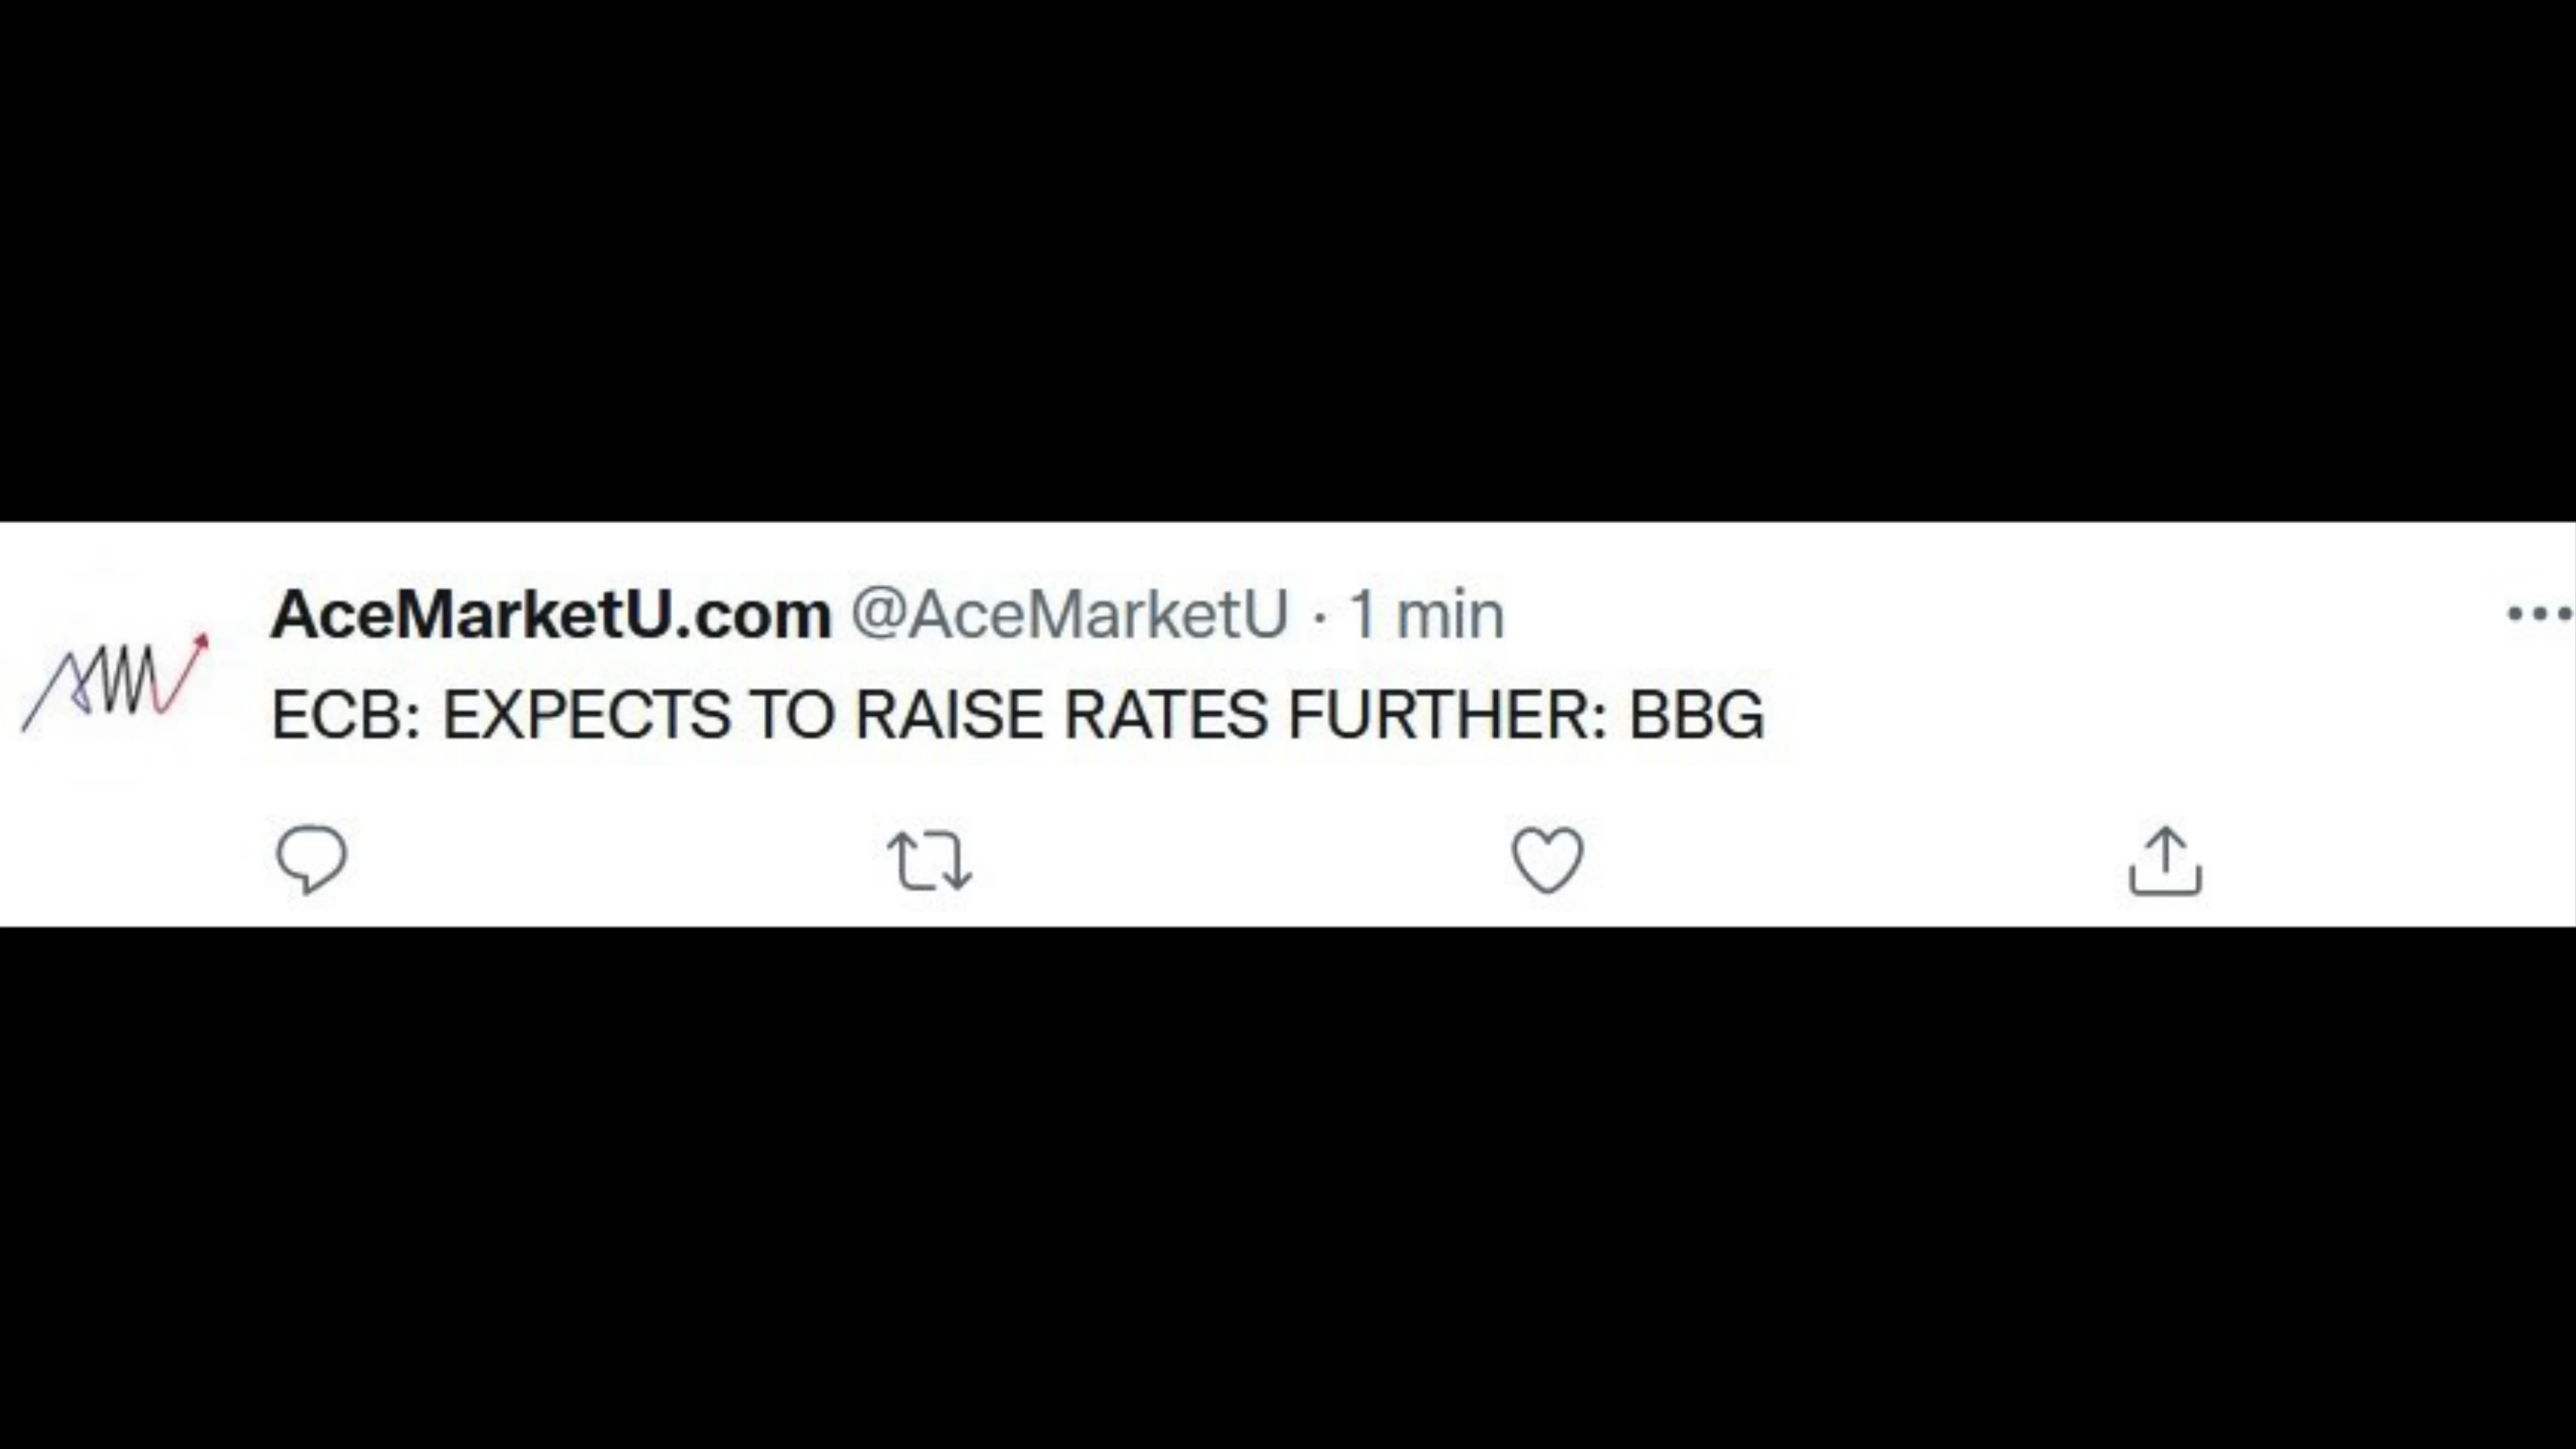 AceMarketU.com @AceMarketU · 1 min
ECB: EXPECTS TO RAISE RATES FURTHER: BBG